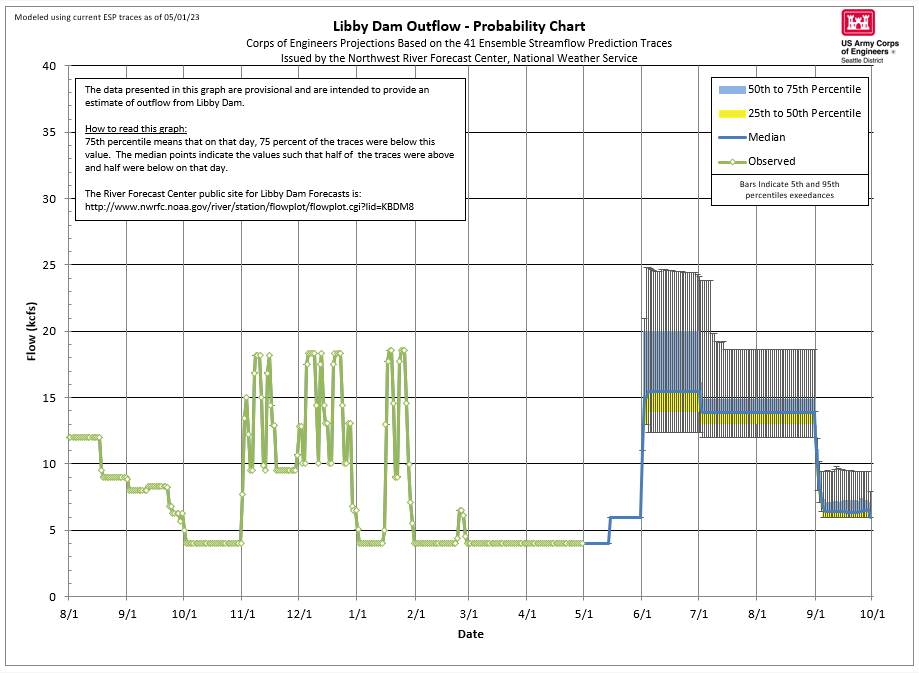 Modeled using current ESP traces as of 05/01/23
Libby Dam Outflow - Probability Chart
Corps of Engineers Projections Based on the 41 Ensemble Streamflow Prediction Traces
Issued by the Northwest River Forecast Center, National Weather Service
US Army Corps
of Engineers ®
Seattle District
The data presented in this graph are provisional and are intended to provide an
estimate of outflow from Libby Dam.
How to read this graph:
75th percentile means that on that day, 75 percent of the traces were below this
value. The median points indicate the values such that half of the traces were above
and half were below on that day.
The River Forecast Center public site for Libby Dam Forecasts is:
http://www.nwrfc.noaa.gov/river/station/flowplot/flowplot.cgi?lid=KBDM8
50th to 75th Percentile
25th to 50th Percentile
Median
Observed
Bars Indicate 5th and 95th
percentiles exeedances
Flow (kcfs)
40
35
30
25
20
15
10
5
0
8/1 9/1 10/1 11/1 12/1 1/1 2/1 3/1 4/1 5/1 6/1 7/1 8/1 9/1 10/1
Date